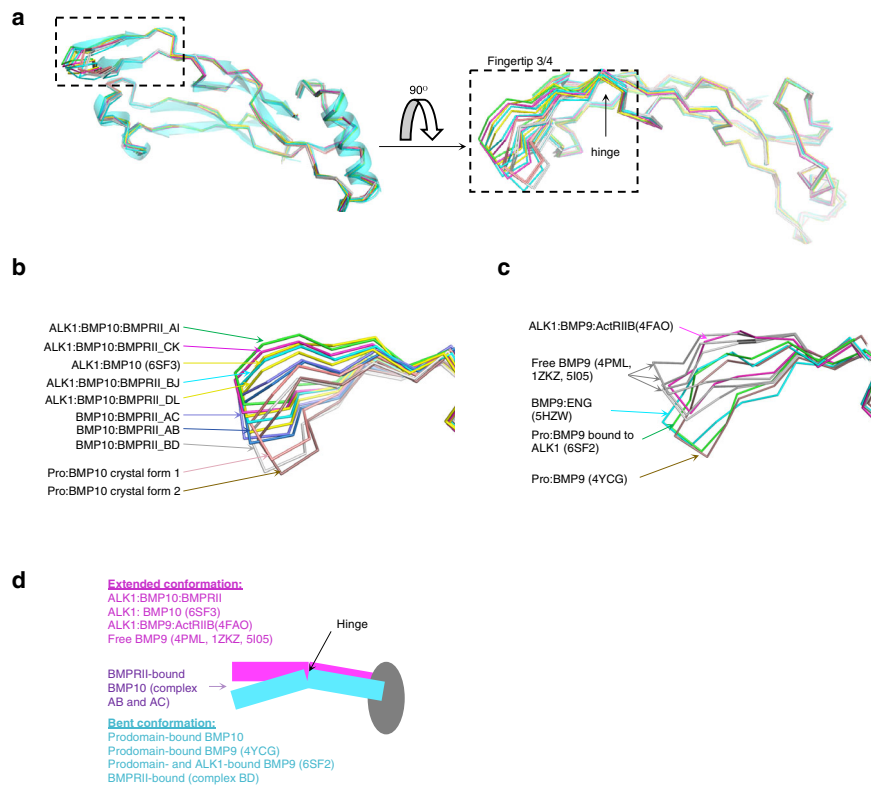 a
Fingertip 3/4
90°
hinge
b
ALK1:BMP10:BMPRII_AI
ALK1:BMP10:BMPRII_CK
ALK1:BMP10 (6SF3)
ALK1:BMP10:BMPRII_BJ
ALK1:BMP10:BMPRII_DL
BMP10:BMPRII_AC
BMP10:BMPRII_AB
BMP10:BMPRII_BD
Pro:BMP10 crystal form 1
Pro:BMP10 crystal form 2
c
ALK1:BMP9:ActRIIB(4FAO)
Free BMP9 (4PML,
1ZKZ, 5I05)
BMP9:ENG
(5HZW)
Pro:BMP9 bound to
ALK1 (6SF2)
Pro:BMP9 (4YCG)
d
Extended conformation:
ALK1:BMP10:BMPRII
ALK1: BMP10 (6SF3)
ALK1:BMP9:ActRIIB(4FAO)
Free BMP9 (4PML, 1ZKZ, 5I05)
Hinge
BMPRII-bound
BMP10 (complex
AB and AC)
Bent conformation:
Prodomain-bound BMP10
Prodomain-bound BMP9 (4YCG)
Prodomain- and ALK1-bound BMP9 (6SF2)
BMPRII-bound (complex BD)